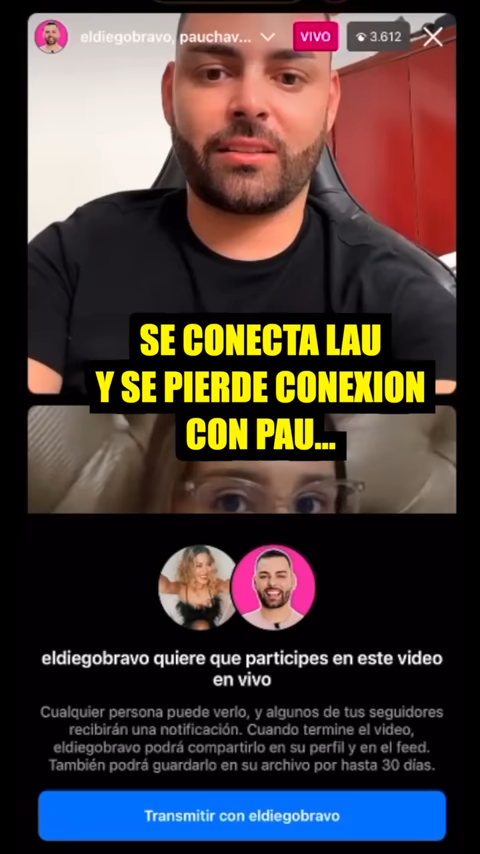 eldiegobravo, pauchav...
VIVO
3.612
SE CONECTA LAU
Y SE PIERDE CONEXION
CON PAU...
eldiegobravo quiere que participes en este video
en vivo
Cualquier persona puede verlo, y algunos de tus seguidores
recibirán una notificación. Cuando termine el video,
eldiegobravo podrá compartirlo en su perfil y en el feed.
También podrá guardarlo en su archivo por hasta 30 días.
Transmitir con eldiegobravo